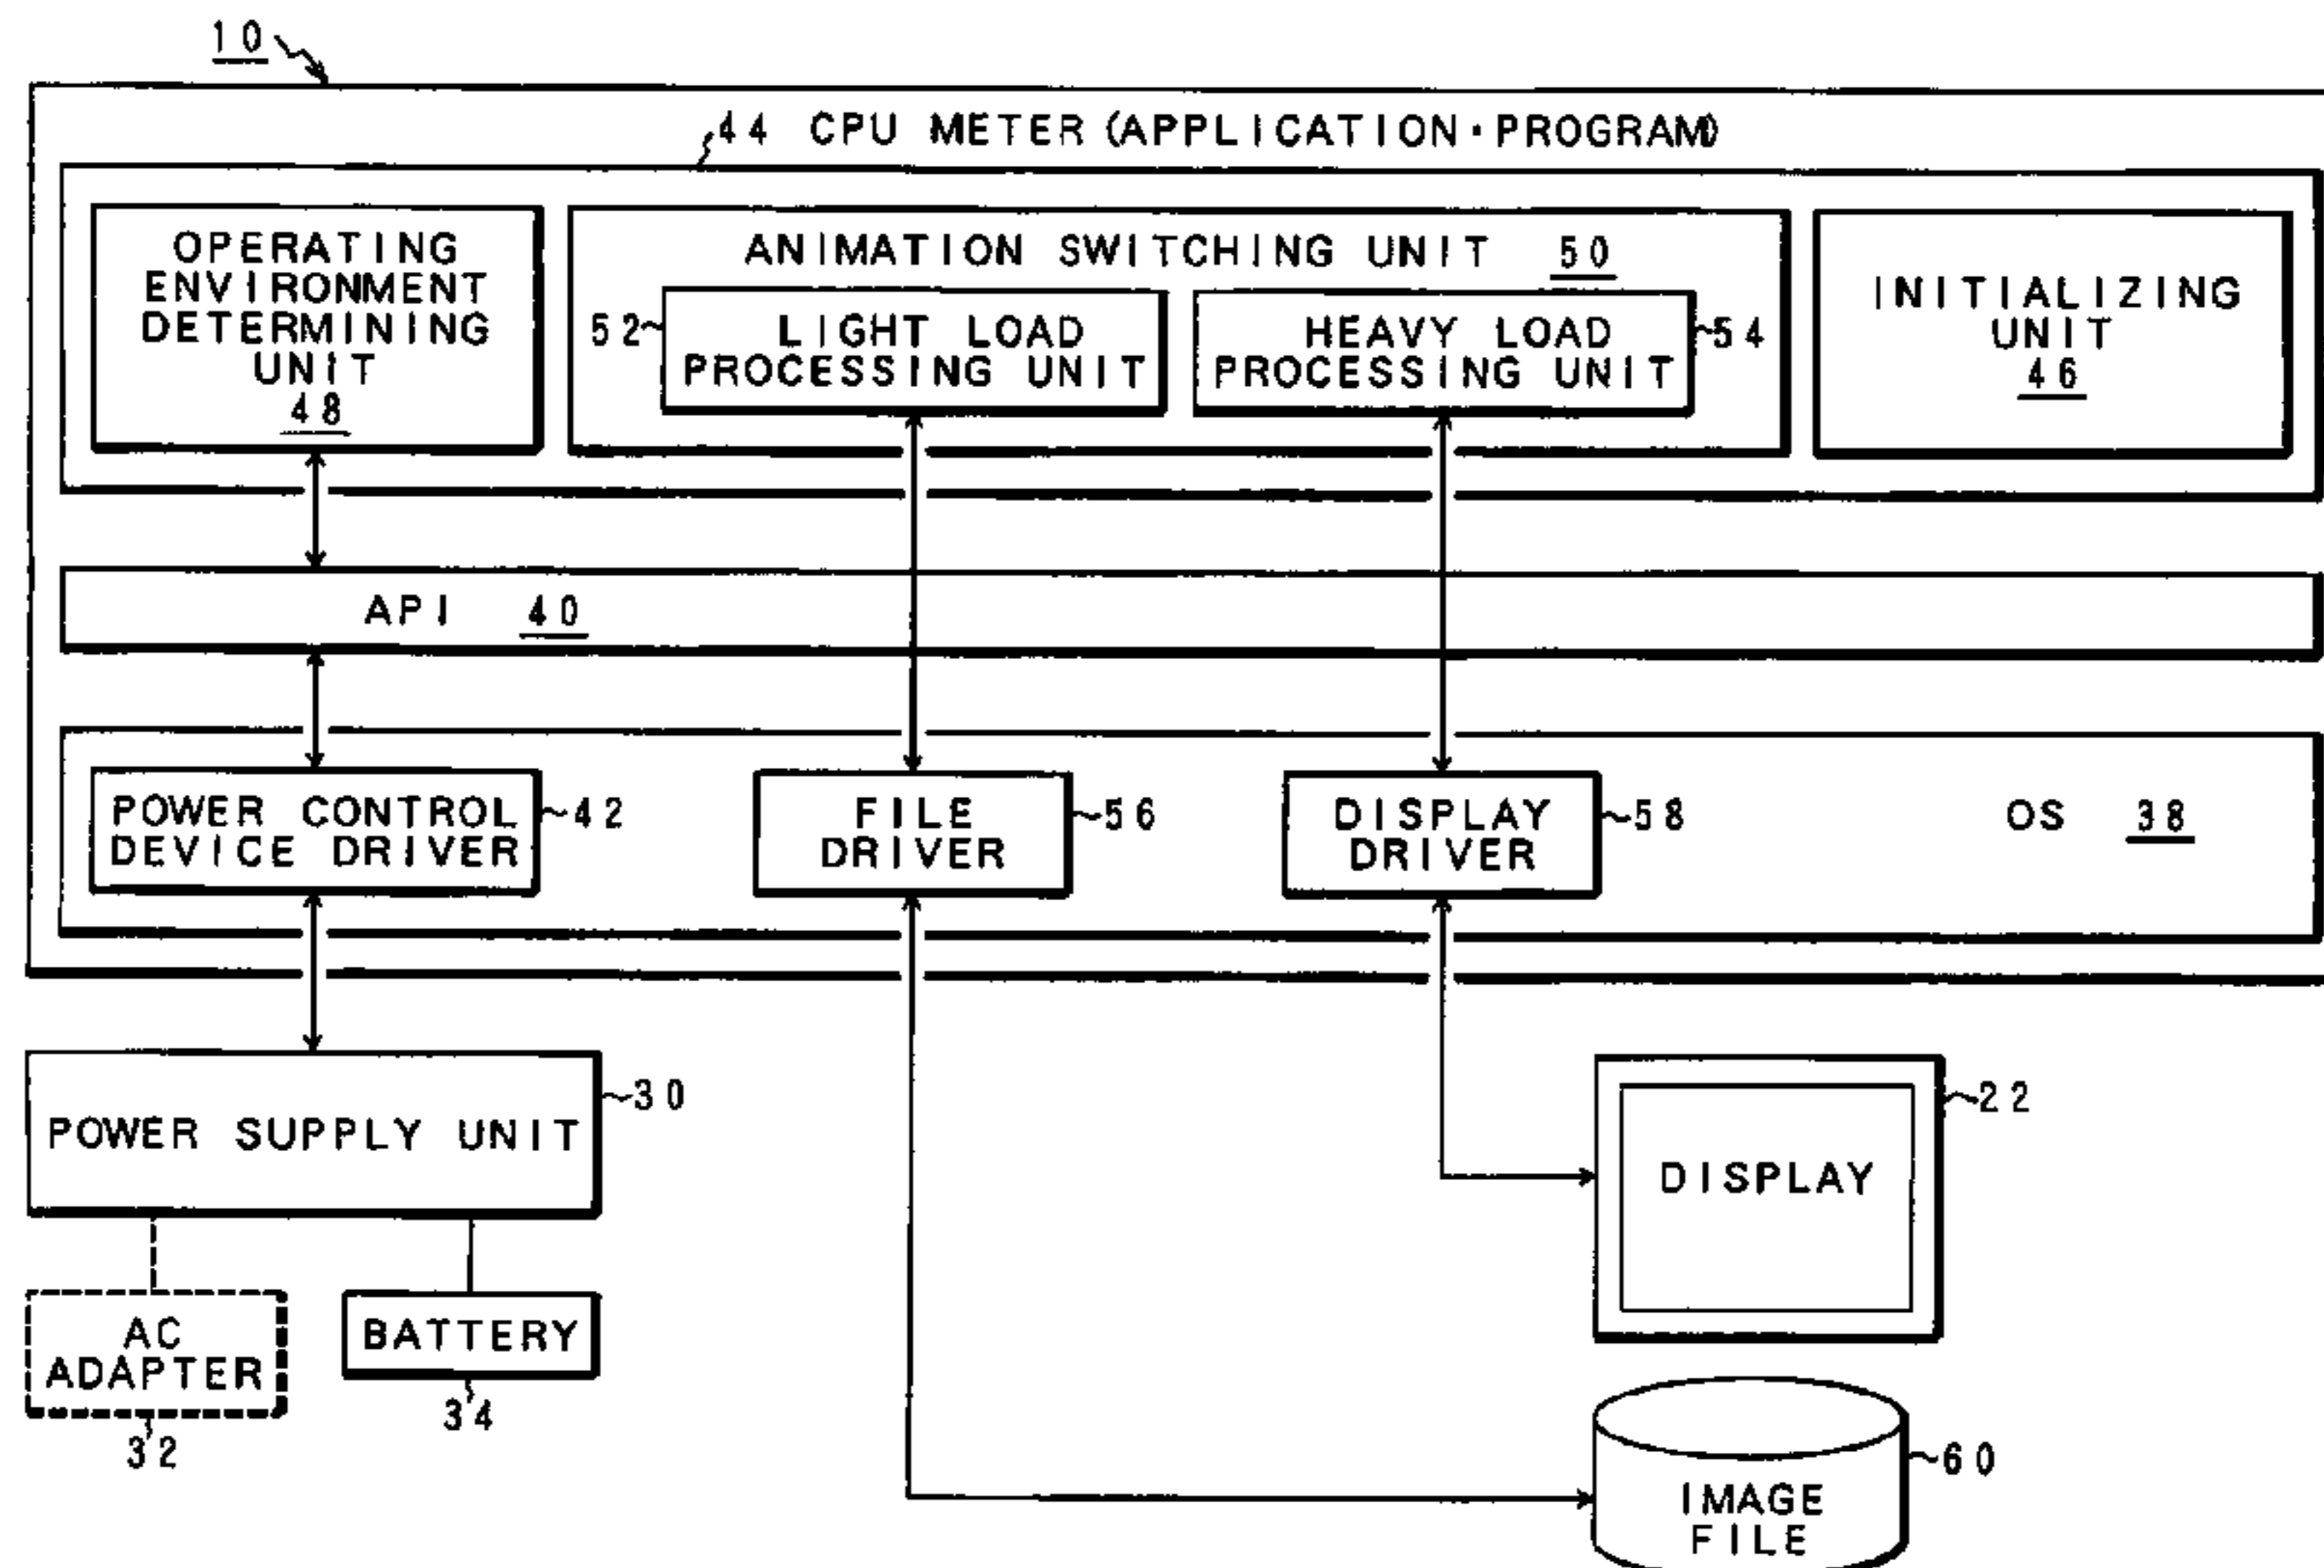 10
44 CPU METER (APPLICATION·PROGRAM)
OPERATING
ENVIRONMENT
DETERMINING
UNIT
48
ANIMATION SWITCHING UNIT 50
52
LIGHT LOAD
PROCESSING UNIT
HEAVY LOAD
PROCESSING UNIT
54
INITIALIZING
UNIT
46
API 40
POWER CONTROL
DEVICE DRIVER
42
FILE
DRIVER
56
DISPLAY
DRIVER
58
OS 38
POWER SUPPLY UNIT
30
DISPLAY
22
AC
ADAPTER
32
BATTERY
34
IMAGE
FILE
60